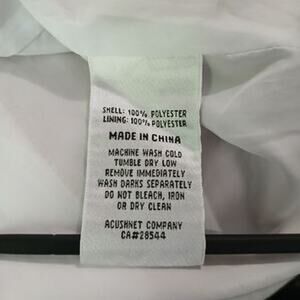 SHELL: 100% POLYESTER
LINING: 100% POLYESTER
MADE IN CHINA
MACHINE WASH COLD
TUMBLE DRY LOW
REMOVE IMMEDIATELY
WASH DARKS SEPARATELY
DO NOT BLEACH, IRON
OR DRY CLEAN
ACUSHNET COMPANY
CA#28544